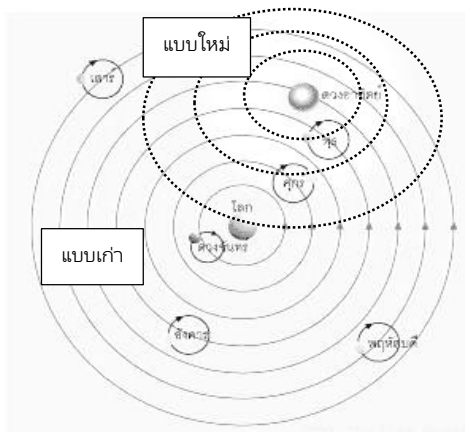 แบบใหม่
เสาร์
ดวงอาทิตย์
พุธ
ศุกร์
โลก
ดวงจันทร์
แบบเก่า
อังคาร
พฤหัสบดี